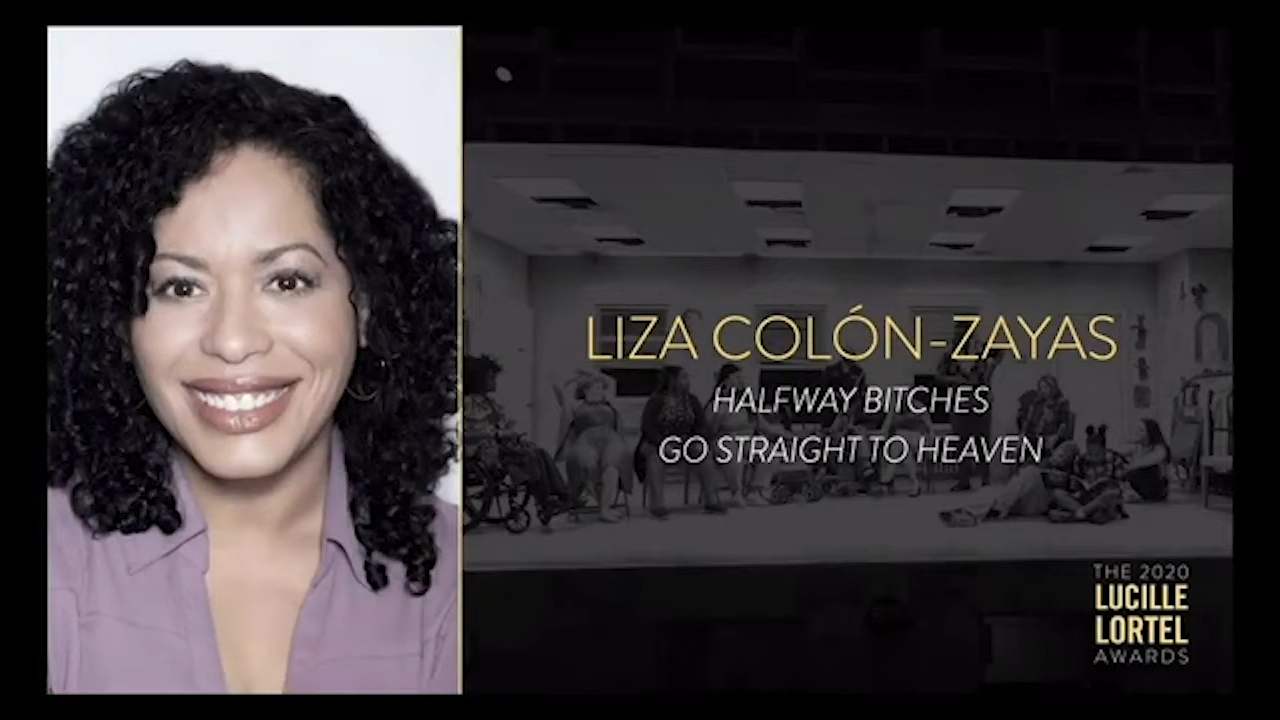 LIZA COLÓN-ZAYAS
HALFWAY BITCHES
GO STRAIGHT TO HEAVEN
THE 2020
LUCILLE
LORTEL
AWARDS